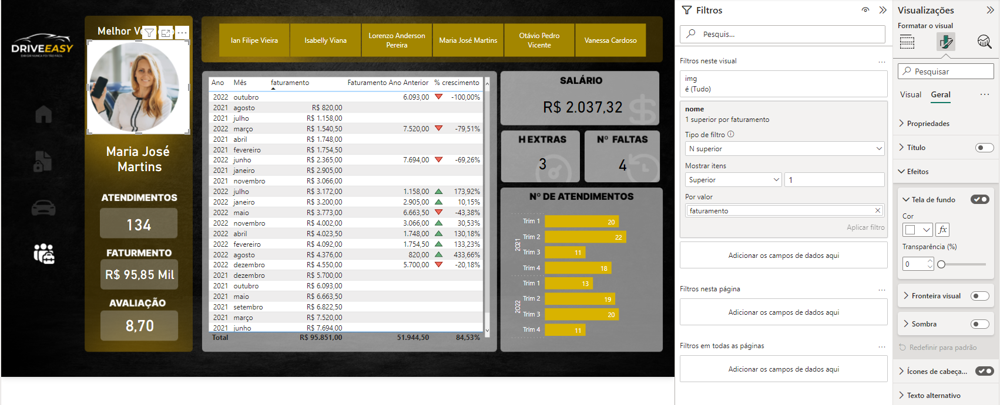 DRIVEEASY
DIRIGIR NUNCA FOI TÃO FÁCIL
Melhor
Ian Filipe Vieira
Isabelly Viana
Lorenzo Anderson
Pereira
Maria José Martins
Otávio Pedro
Vicente
Vanessa Cardoso
Maria José
Martins
ATENDIMENTOS
134
FATURMENTO
R$ 95,85 Mil
AVALIAÇÃO
8,70
Ano Mês faturamento Faturamento Ano Anterior % crescimento
2022 outubro 6.093,00 -100,00%
2021 agosto R$ 820,00
2021 julho R$ 1.158,00
2022 março R$ 1.540,50 7.520,00 -79,51%
2021 abril R$ 1.748,00
2021 fevereiro R$ 1.754,50
2022 junho R$ 2.365,00 7.694,00 -69,26%
2021 janeiro R$ 2.905,00
2021 novembro R$ 3.066,00
2022 julho R$ 3.172,00 1.158,00 173,92%
2022 janeiro R$ 3.200,00 2.905,00 10,15%
2022 maio R$ 3.773,00 6.663,50 -43,38%
2022 novembro R$ 4.002,00 3.066,00 30,53%
2022 abril R$ 4.023,50 1.748,00 130,18%
2022 fevereiro R$ 4.092,00 1.754,50 133,23%
2022 agosto R$ 4.376,00 820,00 433,66%
2022 dezembro R$ 4.550,00 5.700,00 -20,18%
2021 dezembro R$ 5.700,00
2021 outubro R$ 6.093,00
2021 maio R$ 6.663,50
2021 setembro R$ 6.822,50
2021 março R$ 7.520,00
2021 junho R$ 7.694,00
Total R$ 95.851,00 51.944,50 84,53%
SALÁRIO
R$ 2.037,32
$
H EXTRAS
3
Nº FALTAS
4
Nº DE ATENDIMENTOS
2021
Trim 1 20
Trim 2 22
Trim 3 11
Trim 4 18
2022
Trim 1 13
Trim 2 19
Trim 3 20
Trim 4 11
Filtros
Pesquis...
Filtros neste visual ...
img
é (Tudo)
nome
1 superior por faturamento
Tipo de filtro
N superior
Mostrar itens
Superior 1
Por valor
faturamento
Aplicar filtro
Adicionar os campos de dados aqui
Filtros nesta página ...
Adicionar os campos de dados aqui
Filtros em todas as páginas ...
Adicionar os campos de dados aqui
Visualizações
Formatar o visual
Pesquisar
Visual Geral ...
Propriedades
Título
Efeitos
Tela de fundo
Cor
fx
Transparência (%)
0
Fronteira visual
Sombra
Redefinir para padrão
Ícones de cabeça...
Texto alternativo